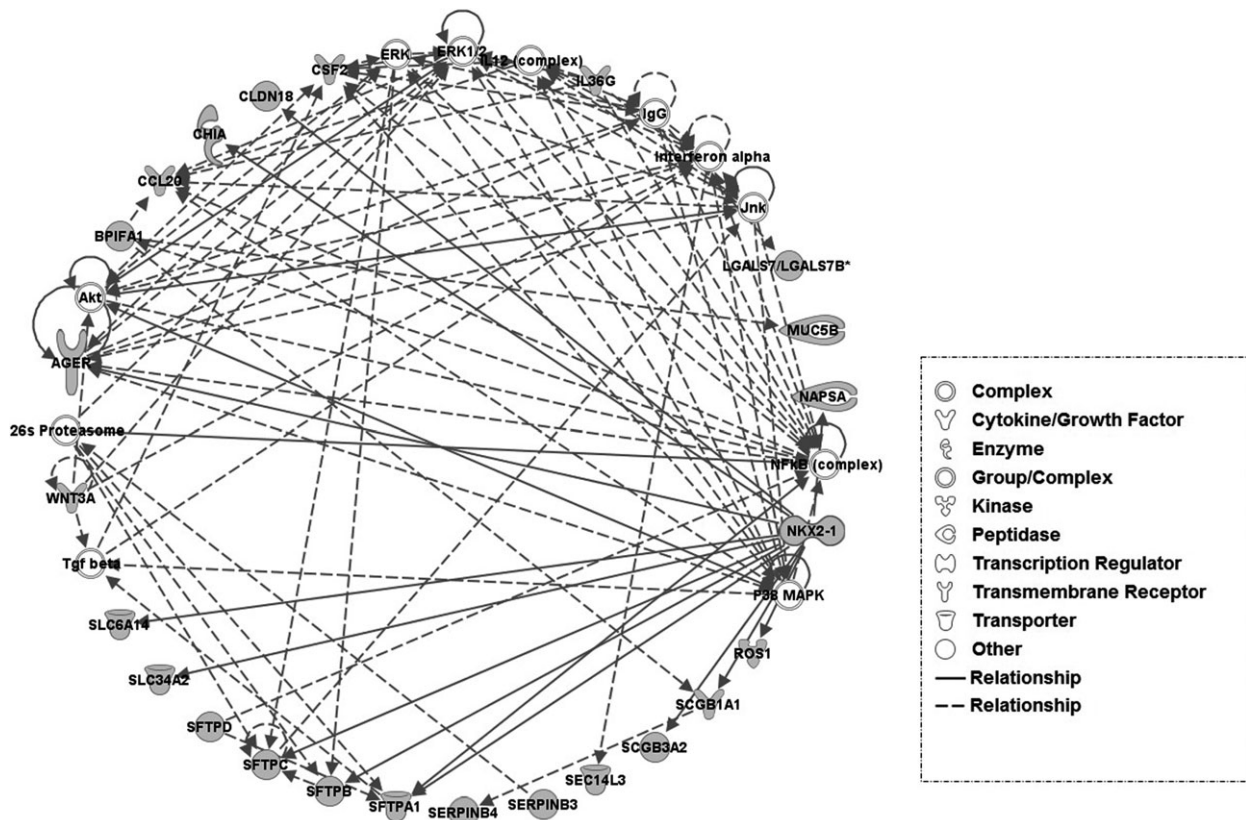 ERK
ERK1/2
IL12 (complex)
CSF2
IL36G
CLDN18
IgG
CHIA
Interferon alpha
CCL20
Jnk
BPIFA1
LGALS7/LGALS7B*
Akt
MUC5B
AGER
NAPSA
26s Proteasome
NFkB (complex)
WNT3A
NKX2-1
Tgf beta
P38 MAPK
SLC6A14
ROS1
SLC34A2
SCGB1A1
SFTPD
SCGB3A2
SFTPC
SEC14L3
SFTPB
SFTPA1
SERPINB4
SERPINB3
Complex
Cytokine/Growth Factor
Enzyme
Group/Complex
Kinase
Peptidase
Transcription Regulator
Transmembrane Receptor
Transporter
Other
Relationship
Relationship